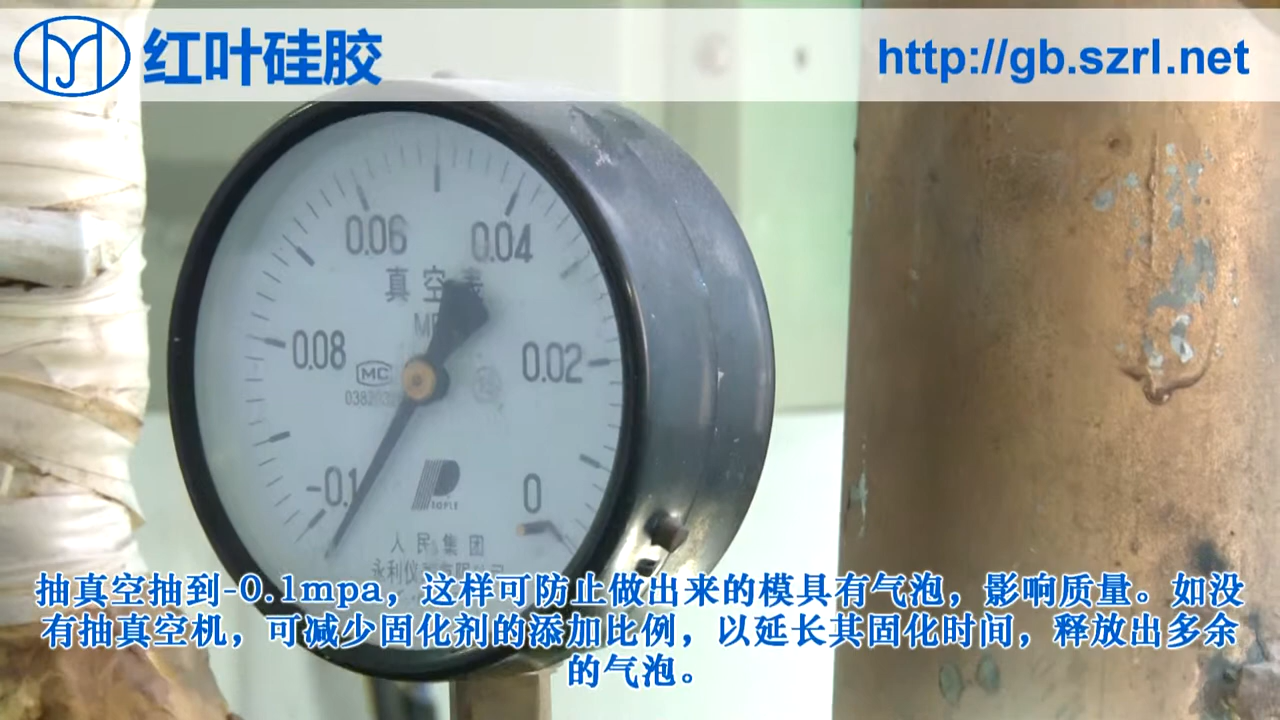 红叶硅胶
http://gb.szrl.net
0.06
0.04
真空表
0.08
0.02
MC
-0.1
0
PEOPLE
人民集团
抽真空抽到-0.1mpa，这样可防止做出来的模具有气泡，影响质量。如没
有抽真空机，可减少固化剂的添加比例，以延长其固化时间，释放出多余
的气泡。